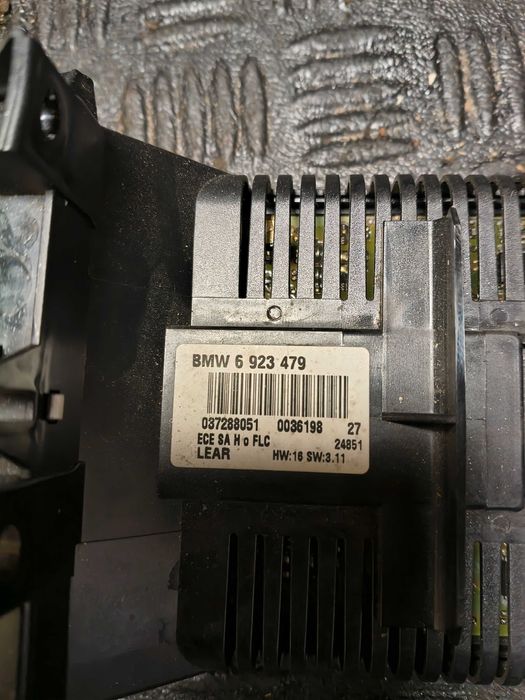 BMW 6 923 479
037288051 0036198 27
ECE SA H o FLC 24851
LEAR HW:16 SW:3.11